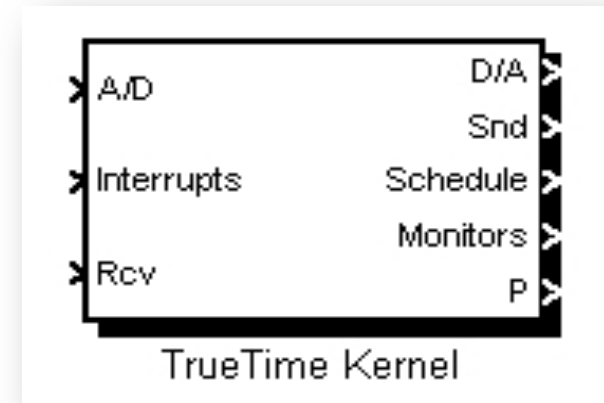 A/D
Interrupts
Rcv
D/A
Snd
Schedule
Monitors
P
TrueTime Kernel